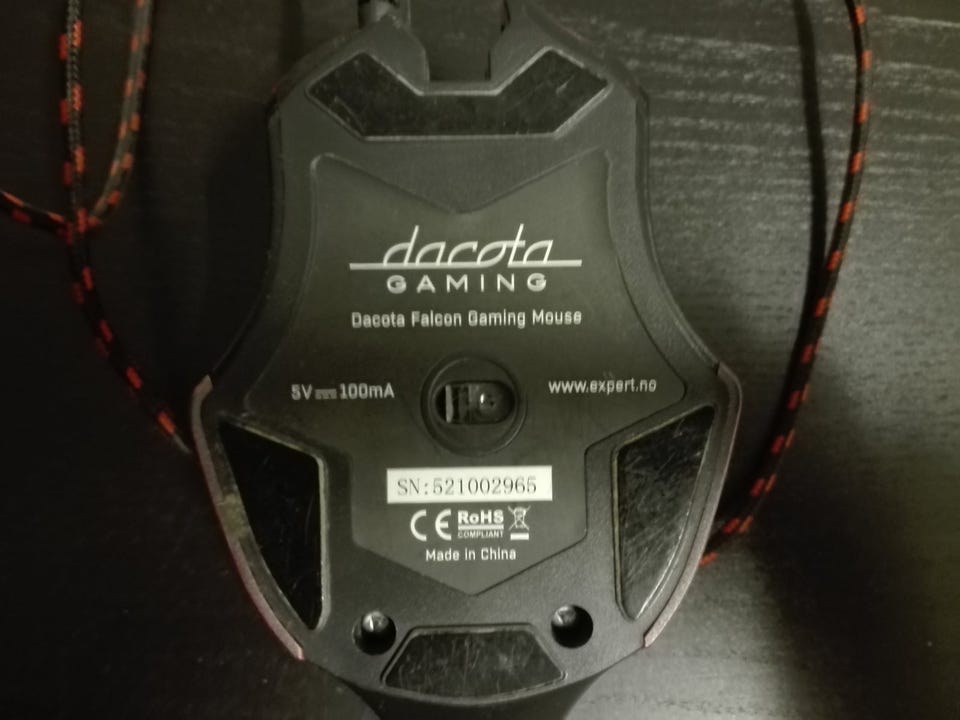 dacota
GAMING
Dacota Falcon Gaming Mouse
5V⎓100mA
www.expert.no
SN:521002965
CE RoHS
COMPLIANT
Made in China